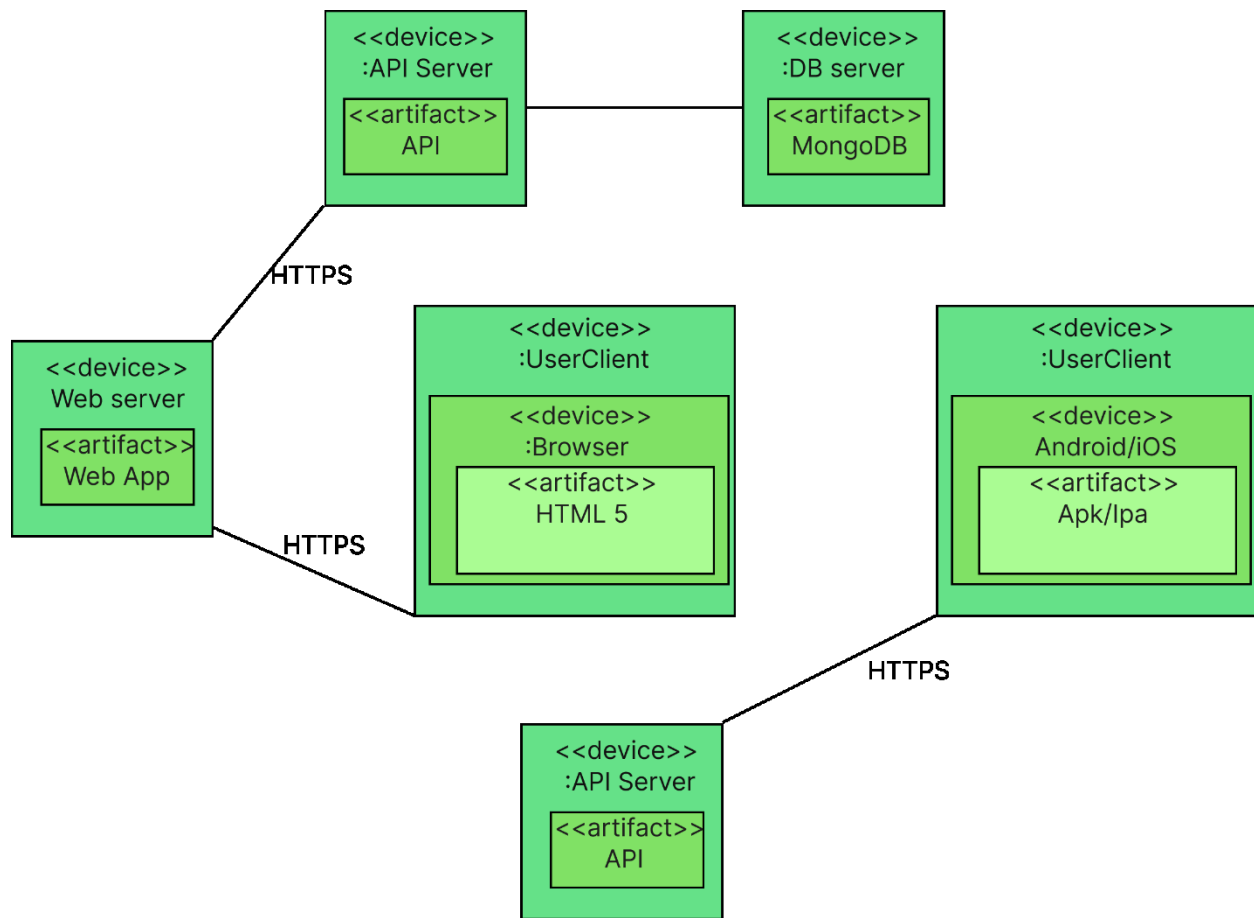 <<device>>
:API Server
<<artifact>>
API
<<device>>
:DB server
<<artifact>>
MongoDB
HTTPS
<<device>>
Web server
<<artifact>>
Web App
HTTPS
<<device>>
:UserClient
<<device>>
:Browser
<<artifact>>
HTML 5
<<device>>
:UserClient
<<device>>
Android/iOS
<<artifact>>
Apk/Ipa
HTTPS
<<device>>
:API Server
<<artifact>>
API